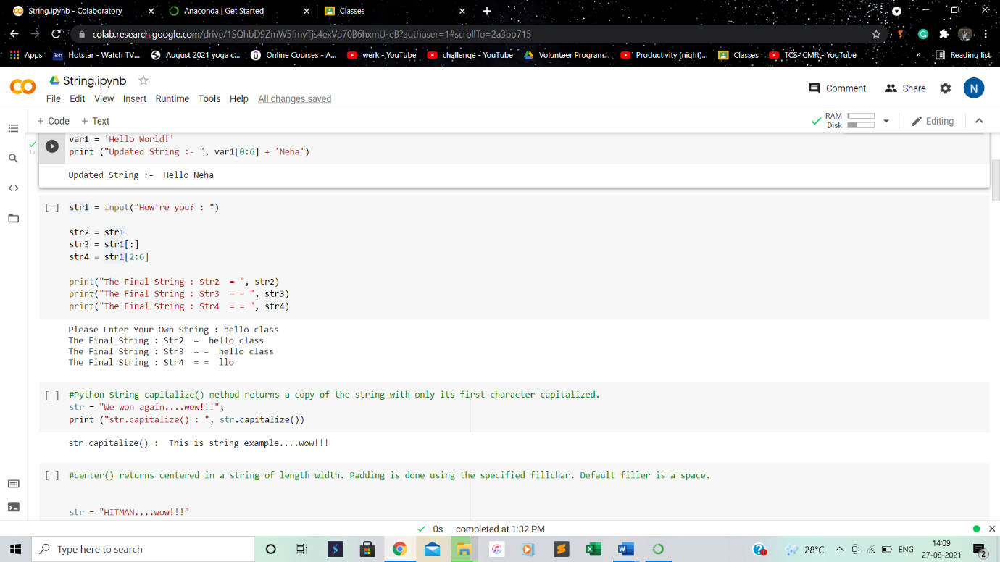 String.ipynb - Colaboratory
Anaconda | Get Started
Classes
colab.research.google.com/drive/1SQhbD9ZmW5fmvTjs4exVp70B6hxmU-eB?authuser=1#scrollTo=2a3bb715
Apps Hotstar - Watch TV... August 2021 yoga c... Online Courses - A... werk - YouTube challenge - YouTube Volunteer Program... Productivity (night)... Classes TCS- CMR - YouTube » Reading list
String.ipynb
Comment Share N
File Edit View Insert Runtime Tools Help All changes saved
+ Code + Text
RAM
Disk
Editing
var1 = 'Hello World!'
1s
print ("Updated String :- ", var1[0:6] + 'Neha')
Updated String :-  Hello Neha
[ ] str1 = input("How're you? : ")
str2 = str1
str3 = str1[:]
str4 = str1[2:6]
print("The Final String : Str2  = ", str2)
print("The Final String : Str3  = = ", str3)
print("The Final String : Str4  = = ", str4)
Please Enter Your Own String : hello class
The Final String : Str2  =  hello class
The Final String : Str3  = =  hello class
The Final String : Str4  = =  llo
[ ] #Python String capitalize() method returns a copy of the string with only its first character capitalized.
str = "We won again....wow!!!";
print ("str.capitalize() : ", str.capitalize())
str.capitalize() :  This is string example....wow!!!
[ ] #center() returns centered in a string of length width. Padding is done using the specified fillchar. Default filler is a space.
str = "HITMAN....wow!!!"
0s completed at 1:32 PM
Type here to search
28°C
ENG
14:09
27-08-2021
2